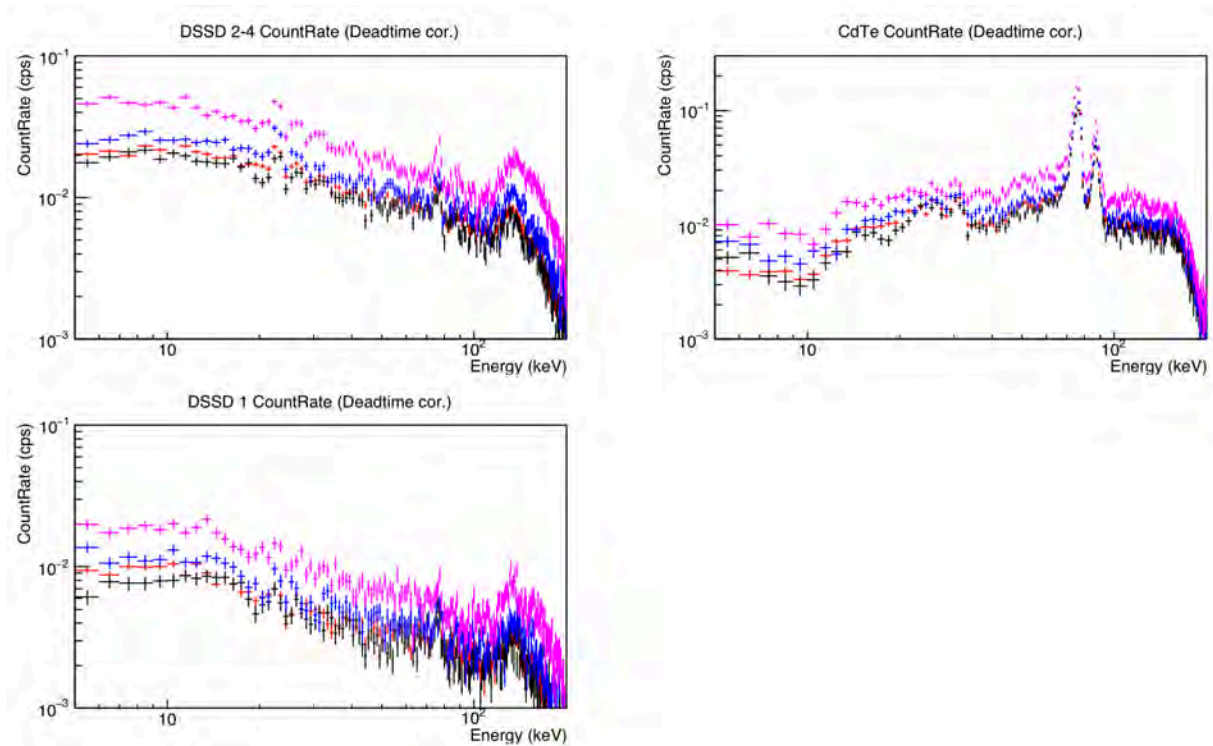 DSSD 2-4 CountRate (Deadtime cor.)
CountRate (cps)
10⁻¹
10⁻²
10⁻³
10
10²
Energy (keV)
CdTe CountRate (Deadtime cor.)
CountRate (cps)
10⁻¹
10⁻²
10⁻³
10
10²
Energy (keV)
DSSD 1 CountRate (Deadtime cor.)
CountRate (cps)
10⁻¹
10⁻²
10⁻³
10
10²
Energy (keV)